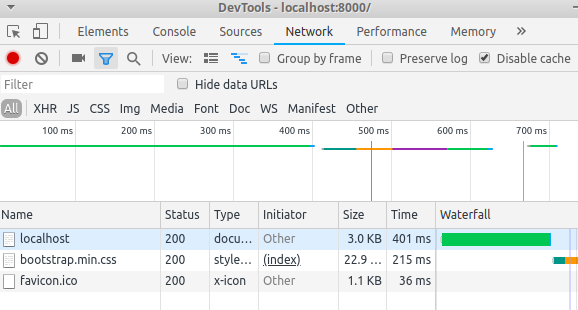 DevTools - localhost:8000/
Elements Console Sources Network Performance Memory »
View: Group by frame Preserve log Disable cache
Filter Hide data URLs
All XHR JS CSS Img Media Font Doc WS Manifest Other
100 ms 200 ms 300 ms 400 ms 500 ms 600 ms 700 ms
Name Status Type Initiator Size Time Waterfall
localhost 200 docu... Other 3.0 KB 401 ms
bootstrap.min.css 200 style... (index) 22.9 ... 215 ms
favicon.ico 200 x-icon Other 1.1 KB 36 ms